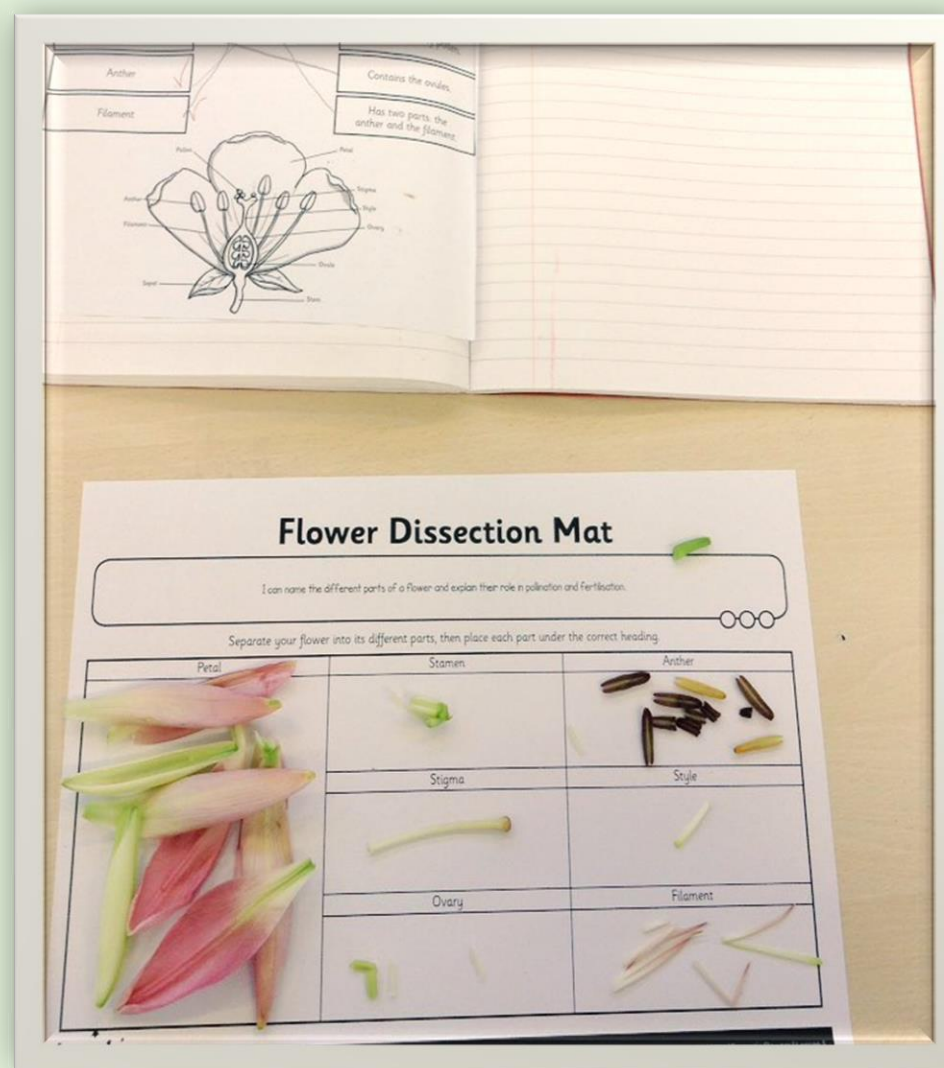 Anther
Contains the ovules.
Filament
Has two parts: the
anther and the filament.
Pollen
Petal
Anther
Stigma
Style
Filament
Ovary
Ovule
Sepal
Stem
Flower Dissection Mat
I can name the different parts of a flower and explain their role in pollination and fertilisation.
Separate your flower into its different parts, then place each part under the correct heading.
Petal
Stamen
Anther
Stigma
Style
Ovary
Filament